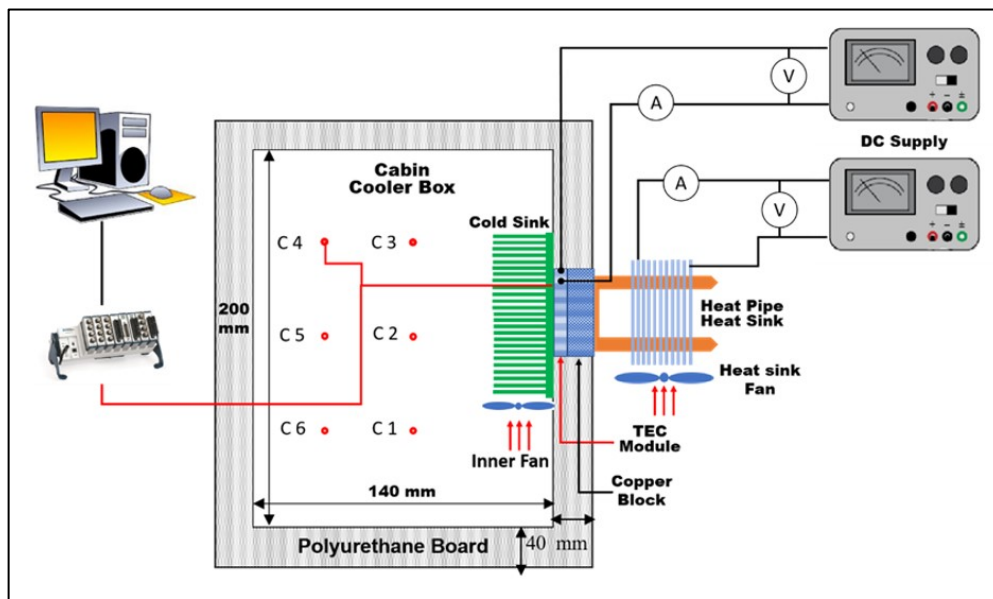 V
A
DC Supply
A
V
Cabin
Cooler Box
Cold Sink
C 4
C 3
200
mm
C 5
C 2
Heat Pipe
Heat Sink
Heat sink
Fan
C 6
C 1
Inner Fan
TEC
Module
140 mm
Copper
Block
Polyurethane Board
40 mm